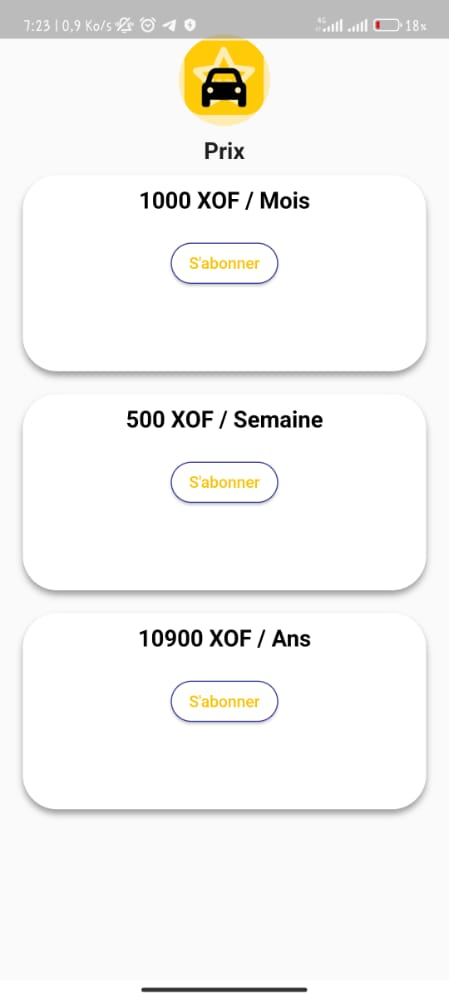 7:23 | 0,9 Ko/s
4G
18%
Prix
1000 XOF / Mois
S'abonner
500 XOF / Semaine
S'abonner
10900 XOF / Ans
S'abonner